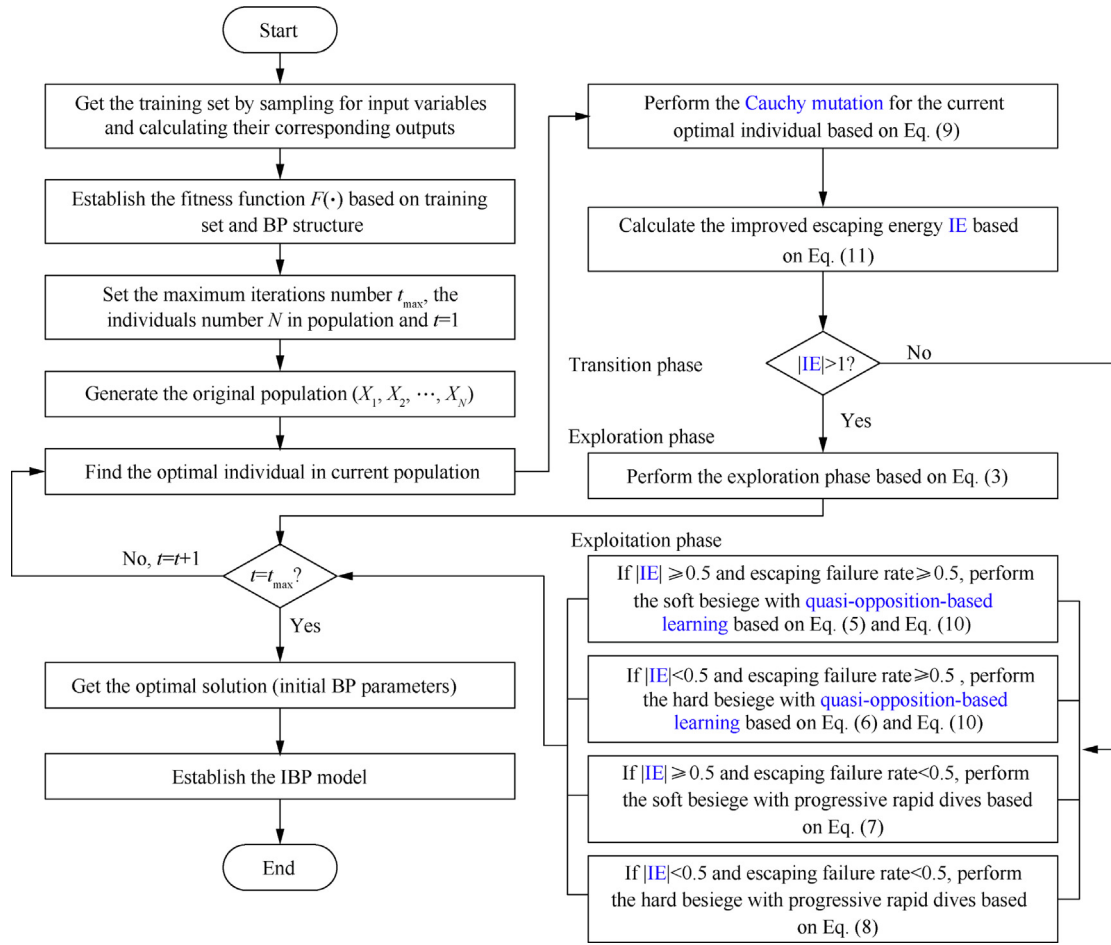 Start
Get the training set by sampling for input variables
and calculating their corresponding outputs
Establish the fitness function F(·) based on training
set and BP structure
Set the maximum iterations number tmax, the
individuals number N in population and t=1
Generate the original population (X1, X2, ⋯, XN)
Find the optimal individual in current population
No, t=t+1
t=tmax?
Yes
Get the optimal solution (initial BP parameters)
Establish the IBP model
End
Perform the Cauchy mutation for the current
optimal individual based on Eq. (9)
Calculate the improved escaping energy IE based
on Eq. (11)
Transition phase
|IE|>1?
No
Yes
Exploration phase
Perform the exploration phase based on Eq. (3)
Exploitation phase
If |IE| ⩾0.5 and escaping failure rate⩾0.5, perform
the soft besiege with quasi-opposition-based
learning based on Eq. (5) and Eq. (10)
If |IE|<0.5 and escaping failure rate⩾0.5 , perform
the hard besiege with quasi-opposition-based
learning based on Eq. (6) and Eq. (10)
If |IE| ⩾0.5 and escaping failure rate<0.5, perform
the soft besiege with progressive rapid dives based
on Eq. (7)
If |IE|<0.5 and escaping failure rate<0.5, perform
the hard besiege with progressive rapid dives based
on Eq. (8)